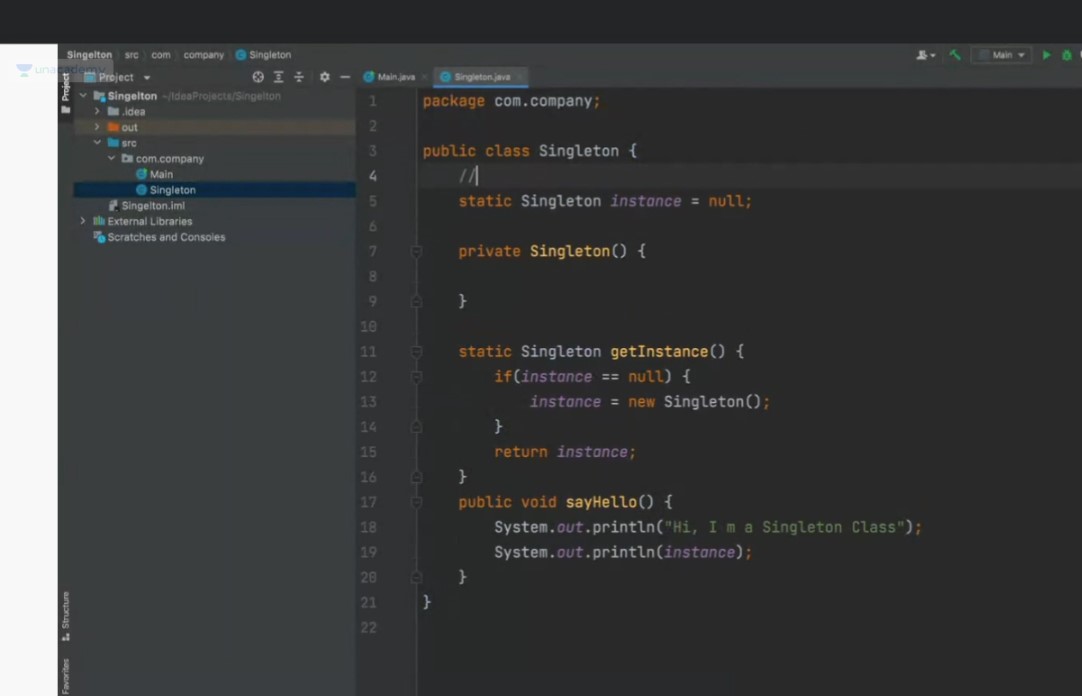 Singelton src com company Singleton
Main
unacademy
Project
Main.java
Singleton.java
Project
Singelton ~/IdeaProjects/Singelton
.idea
out
src
com.company
Main
Singleton
Singelton.iml
External Libraries
Scratches and Consoles
1 package com.company;
2
3 public class Singleton {
4 //
5 static Singleton instance = null;
6
7 private Singleton() {
8
9 }
10
11 static Singleton getInstance() {
12 if(instance == null) {
13 instance = new Singleton();
14 }
15 return instance;
16 }
17 public void sayHello() {
18 System.out.println("Hi, I m a Singleton Class");
19 System.out.println(instance);
20 }
21 }
22
Structure
Favorites